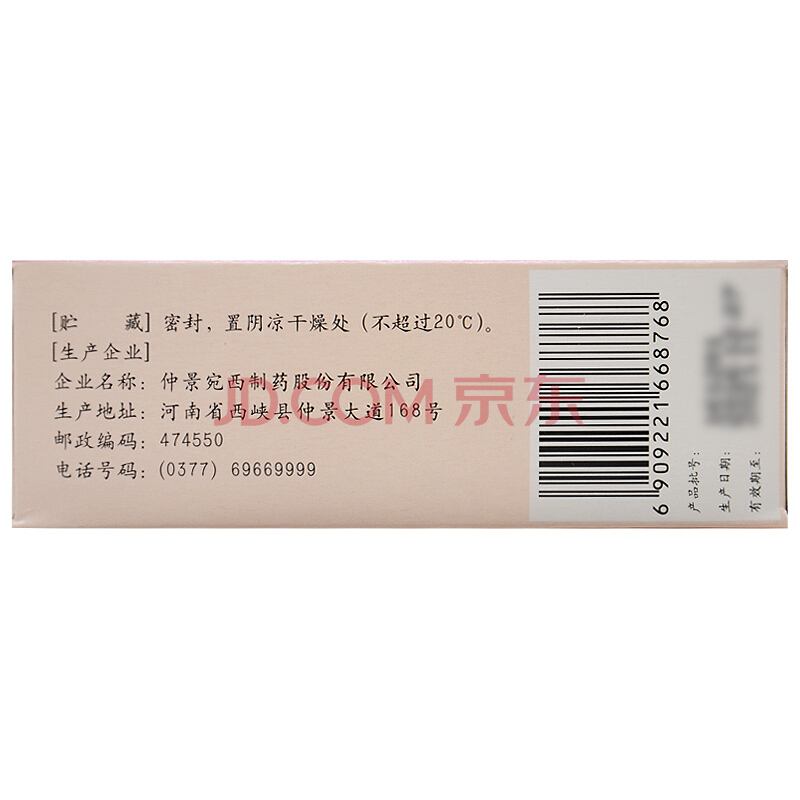 [贮 藏] 密封，置阴凉干燥处（不超过20℃）。
[生产企业]
企业名称：仲景宛西制药股份有限公司
生产地址：河南省西峡县仲景大道168号
邮政编码：474550
电话号码：(0377) 69669999
JD.COM 京东
6 909221 668768
产品批号：
生产日期：
有效期至：